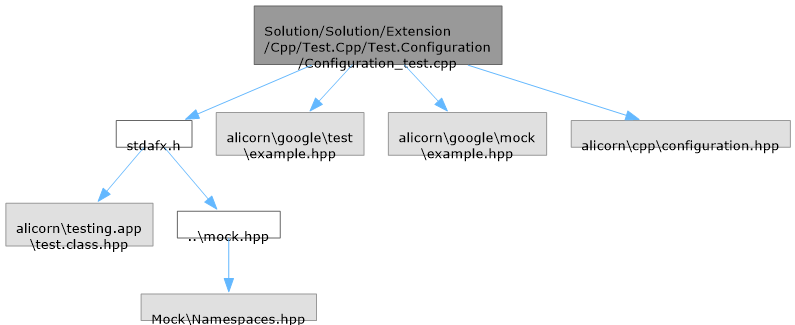 Solution/Solution/Extension
/Cpp/Test.Cpp/Test.Configuration
/Configuration_test.cpp
stdafx.h
alicorn\google\test
\example.hpp
alicorn\google\mock
\example.hpp
alicorn\cpp\configuration.hpp
alicorn\testing.app
\test.class.hpp
..\mock.hpp
Mock\Namespaces.hpp